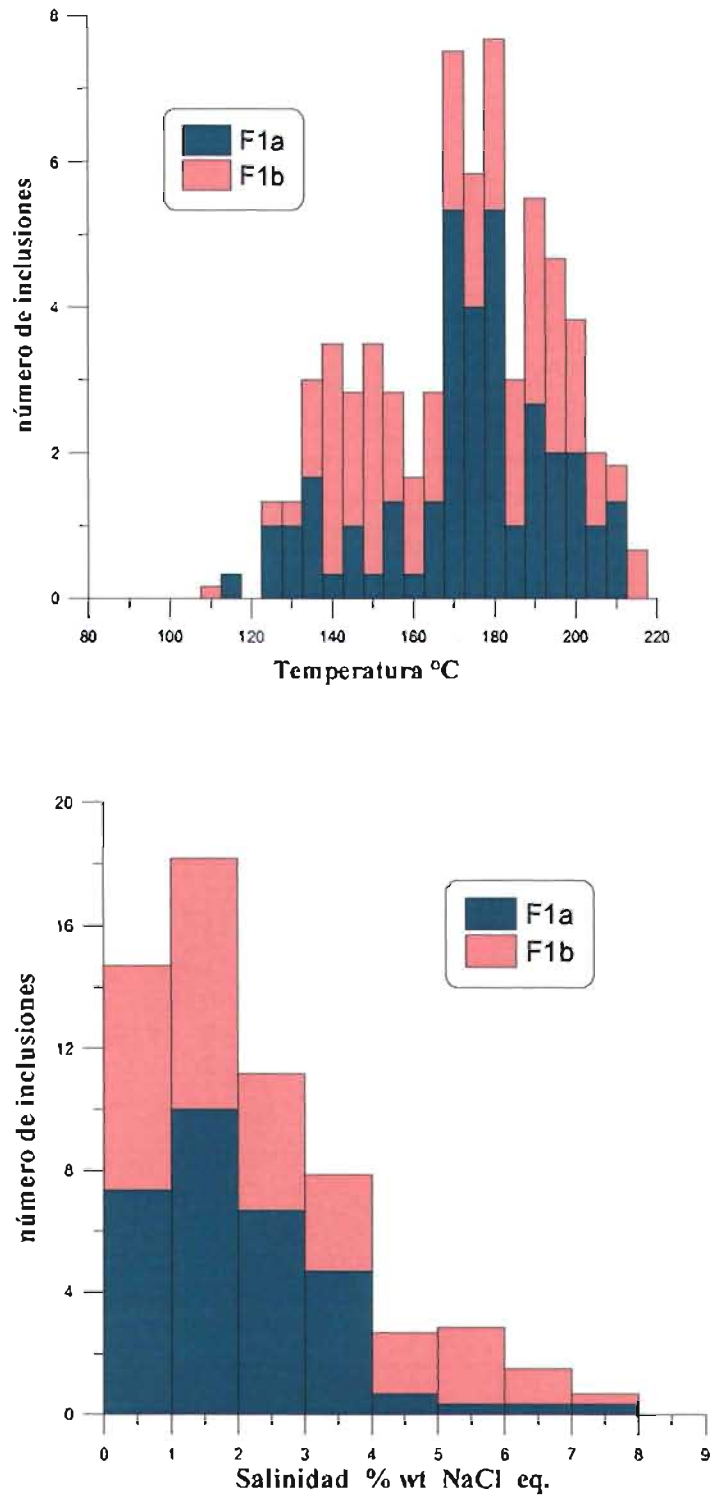 8
6
4
2
0
número de inclusiones
F1a
F1b
80 100 120 140 160 180 200 220
Temperatura °C
20
16
12
8
4
0
número de inclusiones
F1a
F1b
0 1 2 3 4 5 6 7 8 9
Salinidad % wt NaCl eq.